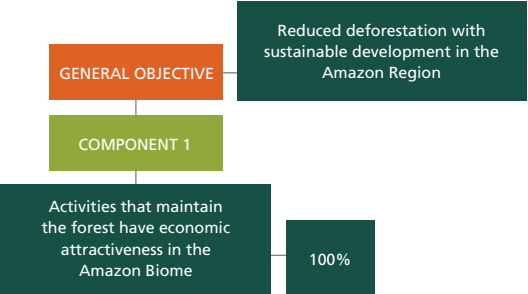 Reduced deforestation with
sustainable development in the
Amazon Region
GENERAL OBJECTIVE
COMPONENT 1
Activities that maintain
the forest have economic
attractiveness in the
Amazon Biome
100%